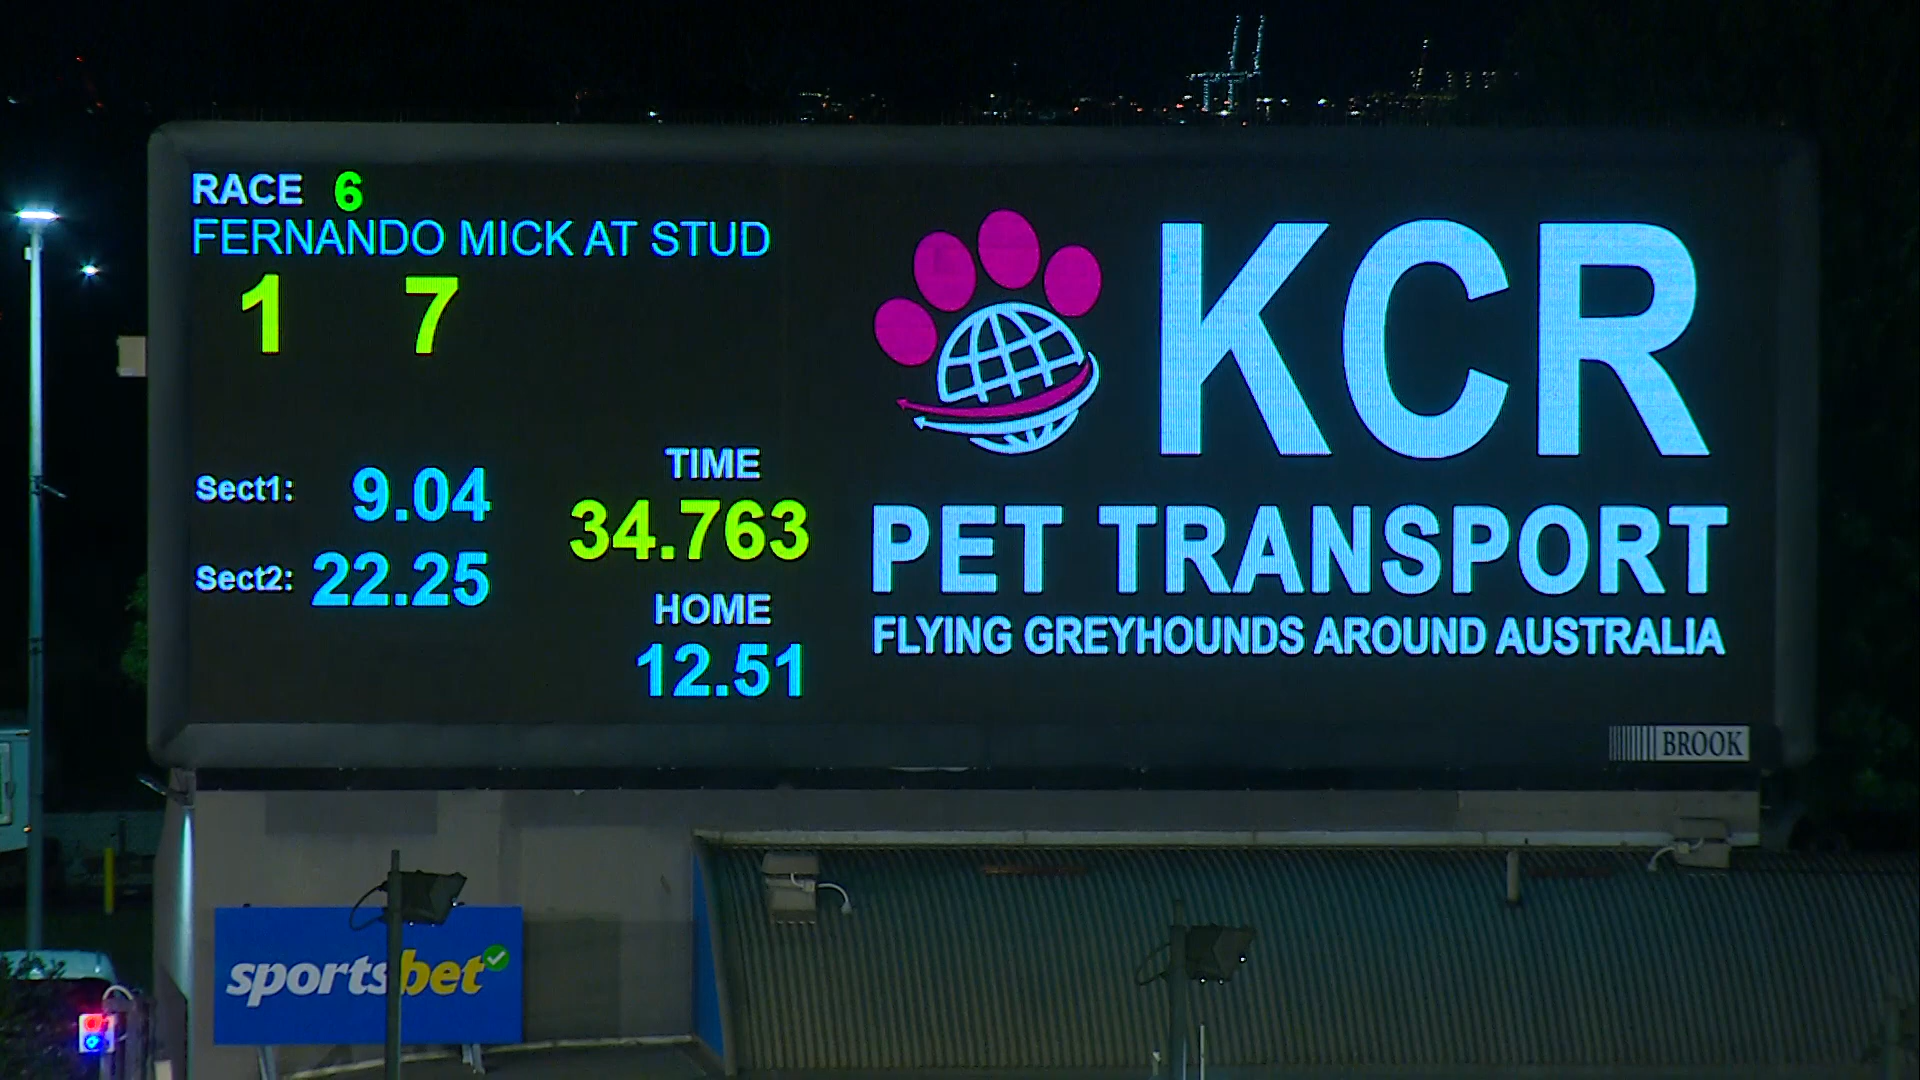 RACE 6
FERNANDO MICK AT STUD
1 7
Sect1: 9.04
Sect2: 22.25
TIME
34.763
HOME
12.51
KCR
PET TRANSPORT
FLYING GREYHOUNDS AROUND AUSTRALIA
BROOK
sportsbet